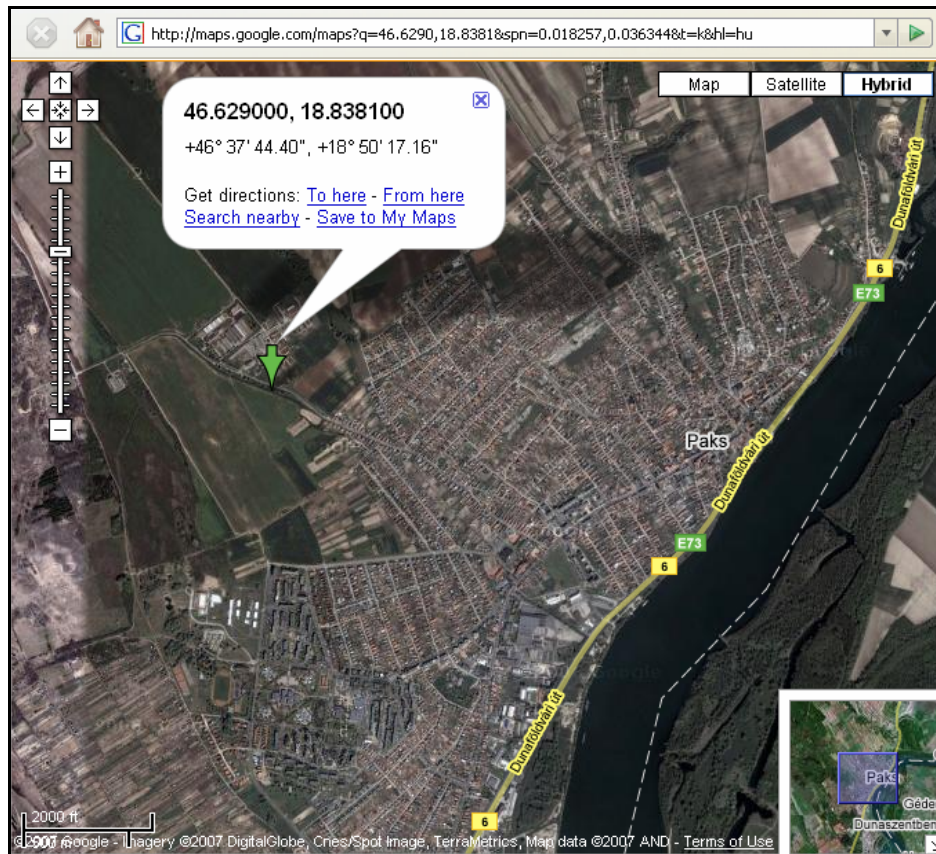 http://maps.google.com/maps?q=46.6290,18.8381&spn=0.018257,0.036344&t=k&hl=hu
Map Satellite Hybrid
46.629000, 18.838100
+46° 37' 44.40", +18° 50' 17.16"
Get directions: To here - From here
Search nearby - Save to My Maps
Dunaföldvári út
6
E73
Paks
Dunaföldvári út
E73
6
Google
Dunaföldvári út
6
Paks
Dunaszentben
2000 ft
©2007 Google - Imagery ©2007 DigitalGlobe, Cnes/Spot Image, TerraMetrics, Map data ©2007 AND - Terms of Use